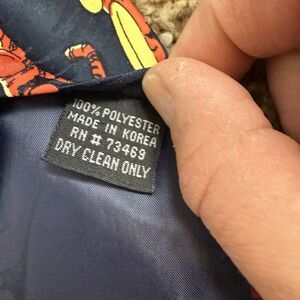 100% POLYESTER
MADE IN KOREA
RN # 73469
DRY CLEAN ONLY